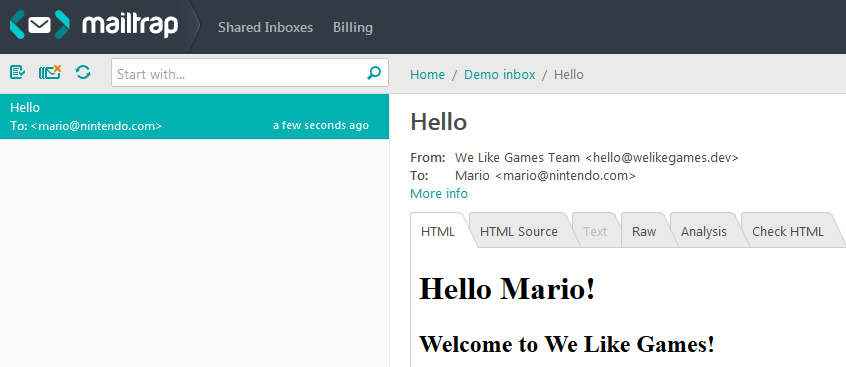 mailtrap
Shared Inboxes
Billing
Start with...
Home / Demo inbox / Hello
Hello
To: <mario@nintendo.com>
a few seconds ago
Hello
From: We Like Games Team <hello@welikegames.dev>
To: Mario <mario@nintendo.com>
More info
HTML
HTML Source
Text
Raw
Analysis
Check HTML
Hello Mario!
Welcome to We Like Games!